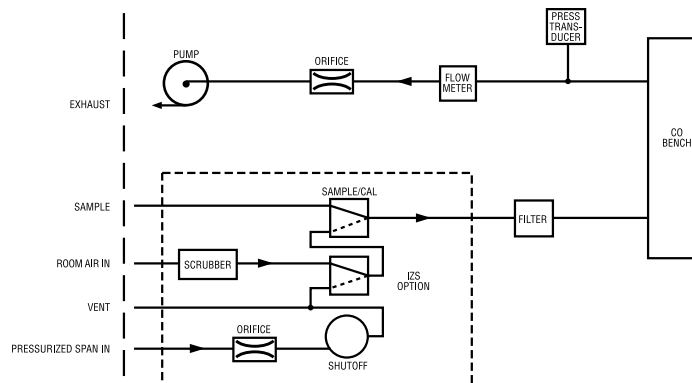 PRESS
TRANS-
DUCER
PUMP
ORIFICE
FLOW
METER
EXHAUST
CO
BENCH
SAMPLE/CAL
SAMPLE
FILTER
ROOM AIR IN
SCRUBBER
IZS
OPTION
VENT
ORIFICE
PRESSURIZED SPAN IN
SHUTOFF